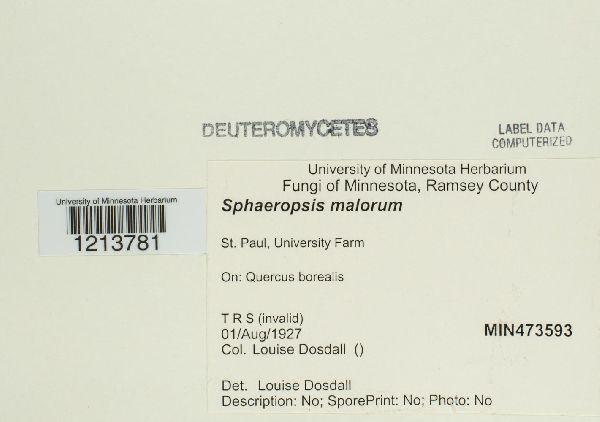 DEUTEROMYCETES
LABEL DATA
COMPUTERIZED
University of Minnesota Herbarium
Fungi of Minnesota, Ramsey County
Sphaeropsis malorum
University of Minnesota Herbarium
1213781
St. Paul, University Farm
On: Quercus borealis
T R S (invalid)
01/Aug/1927
MIN473593
Col. Louise Dosdall ()
Det. Louise Dosdall
Description: No; SporePrint: No; Photo: No